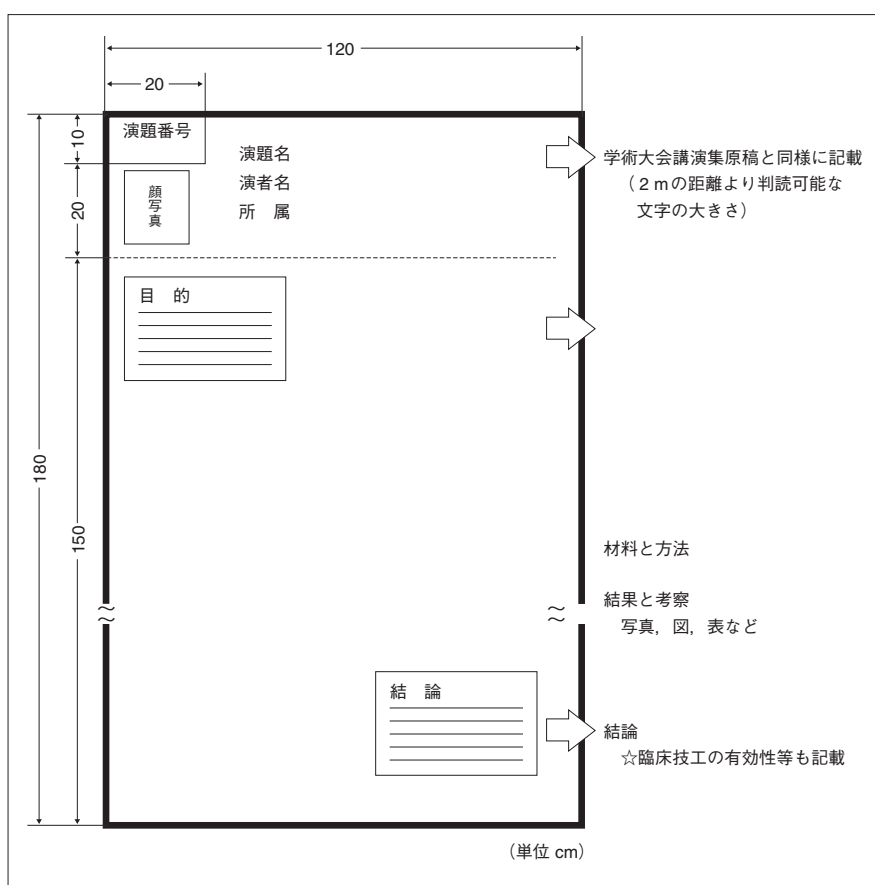 120
20
10
演題番号
演題名
演者名
所　属
顔写真
20
学術大会講演集原稿と同様に記載
（２ｍの距離より判読可能な
文字の大きさ）
目　的
180
150
材料と方法
結果と考察
写真，図，表など
結　論
結論
☆臨床技工の有効性等も記載
（単位 cm）